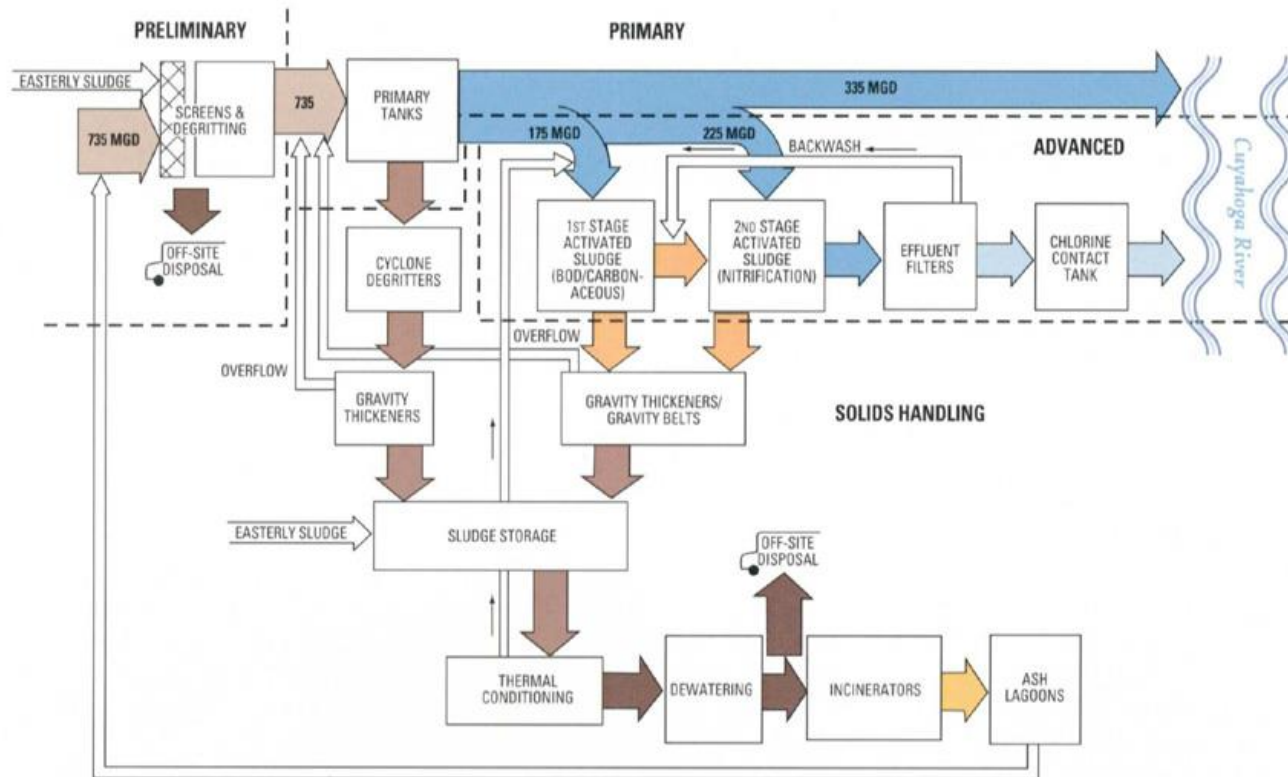 PRELIMINARY
PRIMARY
EASTERLY SLUDGE
735 MGD
SCREENS &
DEGRITTING
735
PRIMARY
TANKS
335 MGD
175 MGD
225 MGD
BACKWASH
ADVANCED
OFF-SITE
DISPOSAL
CYCLONE
DEGRITTERS
1ST STAGE
ACTIVATED
SLUDGE
(BOD/CARBON-
ACEOUS)
2ND STAGE
ACTIVATED
SLUDGE
(NITRIFICATION)
EFFLUENT
FILTERS
CHLORINE
CONTACT
TANK
Cuyahoga River
OVERFLOW
OVERFLOW
GRAVITY
THICKENERS
GRAVITY THICKENERS/
GRAVITY BELTS
SOLIDS HANDLING
EASTERLY SLUDGE
SLUDGE STORAGE
OFF-SITE
DISPOSAL
THERMAL
CONDITIONING
DEWATERING
INCINERATORS
ASH
LAGOONS